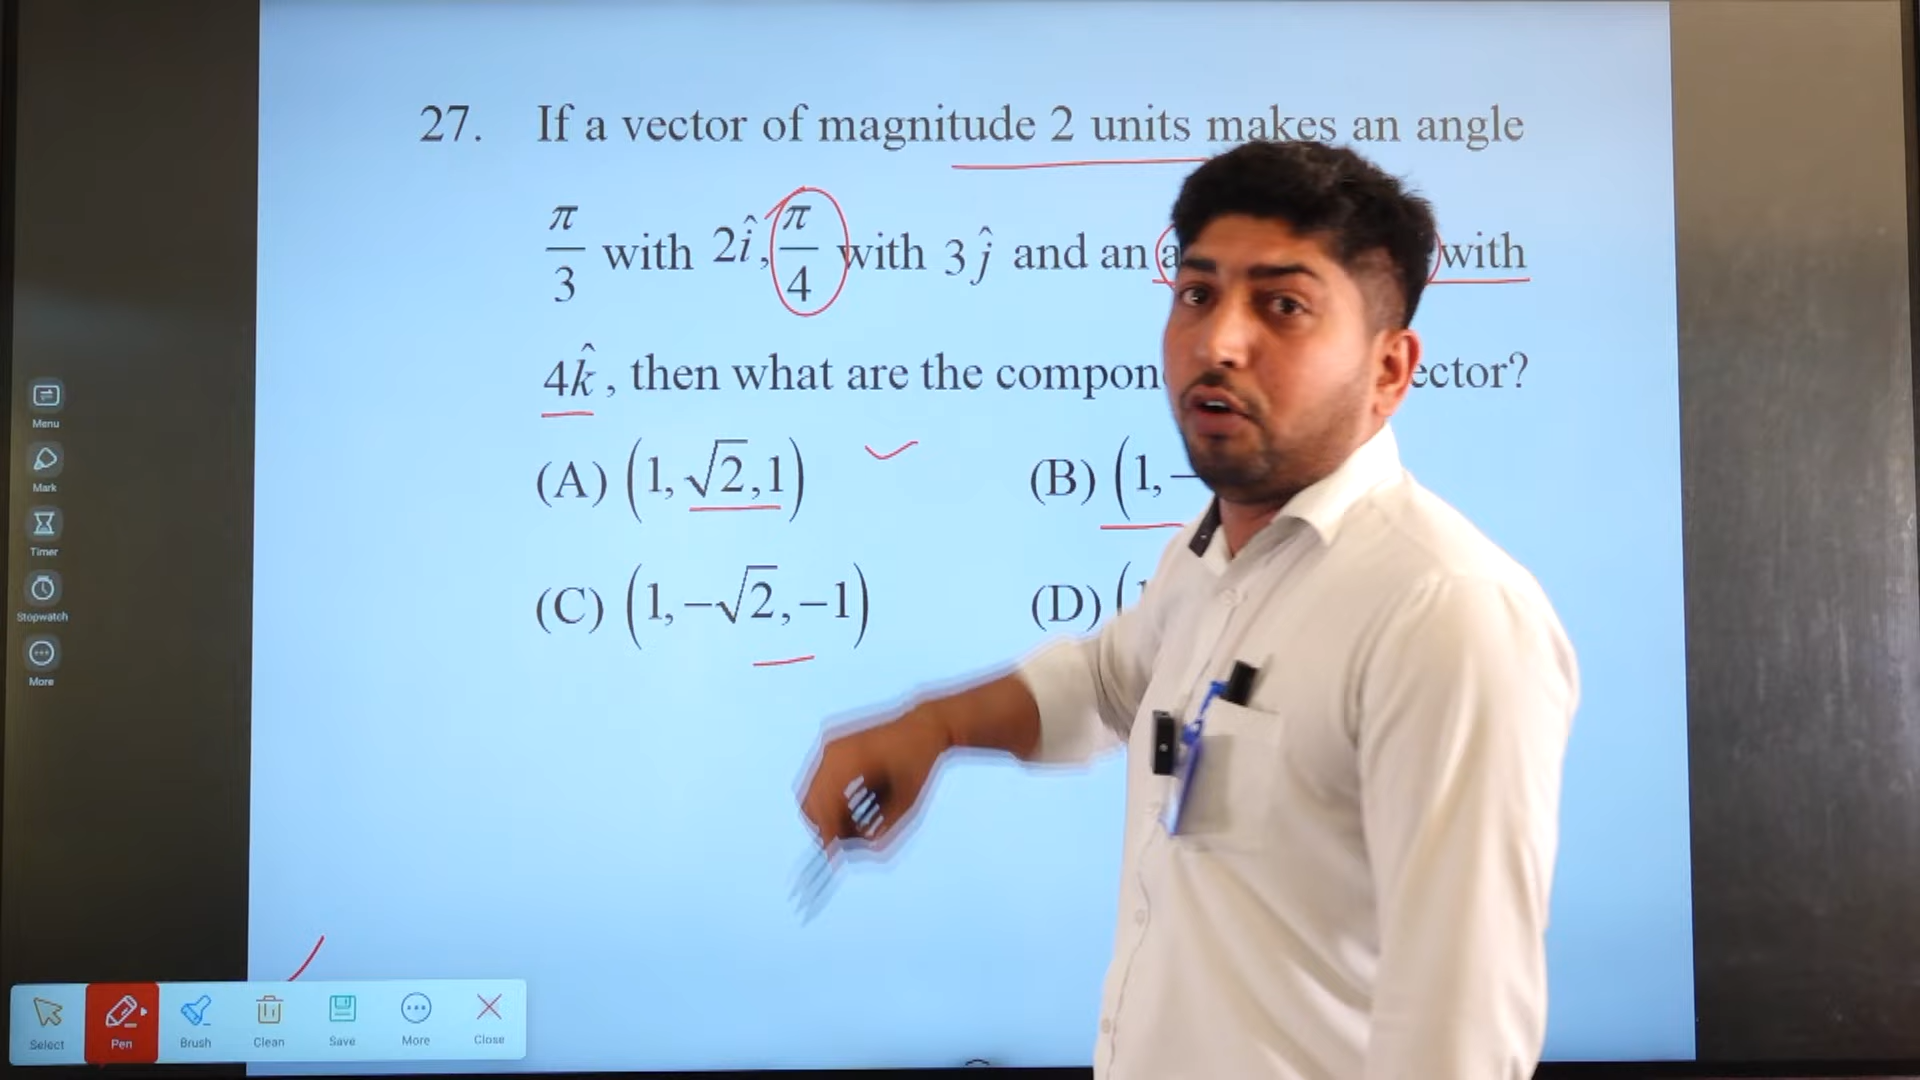 27. If a vector of magnitude 2 units makes an angle
π/3 with 2î, π/4 with 3ĵ and an with
4k̂, then what are the ector?
(A) (1, √2, 1) (B) (1, –
(C) (1, –√2, –1) (D) (
Menu
Mark
Timer
Stopwatch
More
Select Pen Brush Clean Save More Close